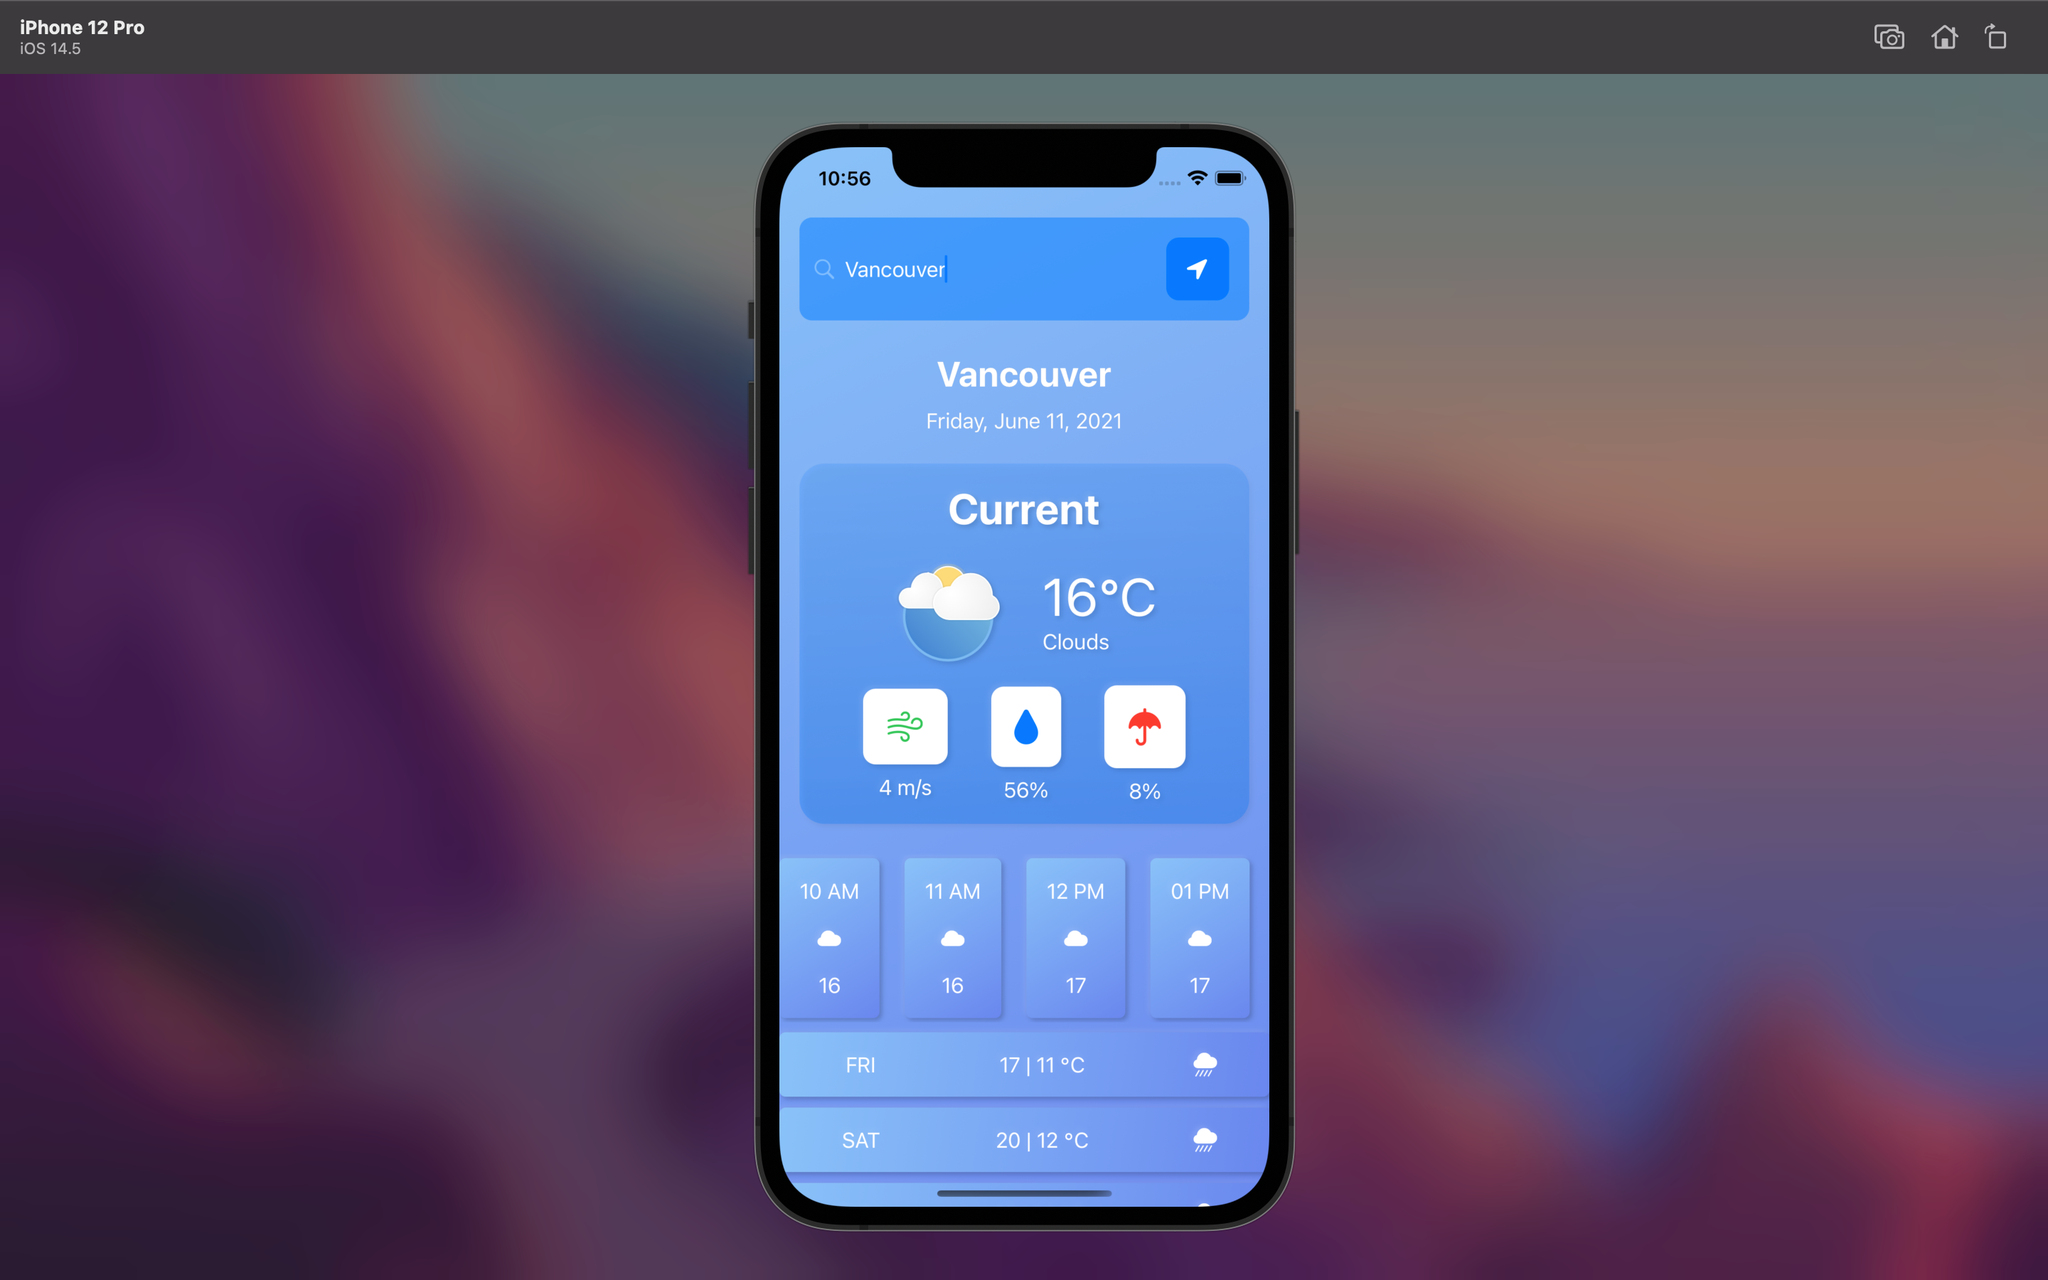 iPhone 12 Pro
iOS 14.5
10:56
Vancouver
Vancouver
Friday, June 11, 2021
Current
16°C
Clouds
4 m/s 56% 8%
10 AM 11 AM 12 PM 01 PM
16 16 17 17
FRI 17 | 11 °C
SAT 20 | 12 °C